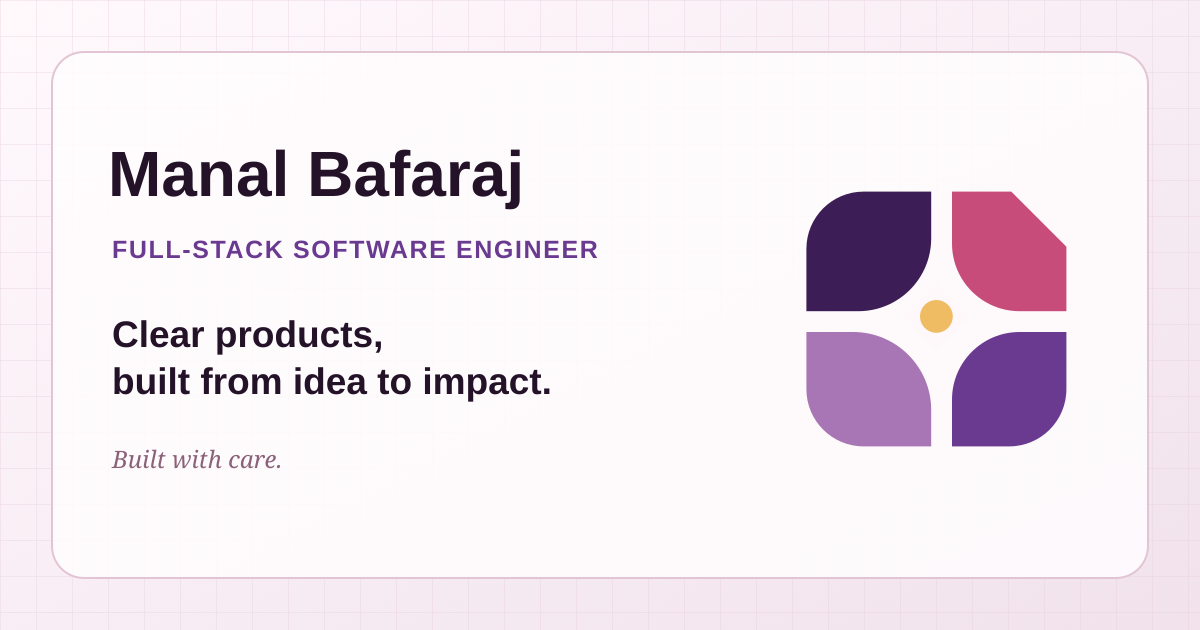 Manal Bafaraj
FULL-STACK SOFTWARE ENGINEER
Clear products,
built from idea to impact.
Built with care.